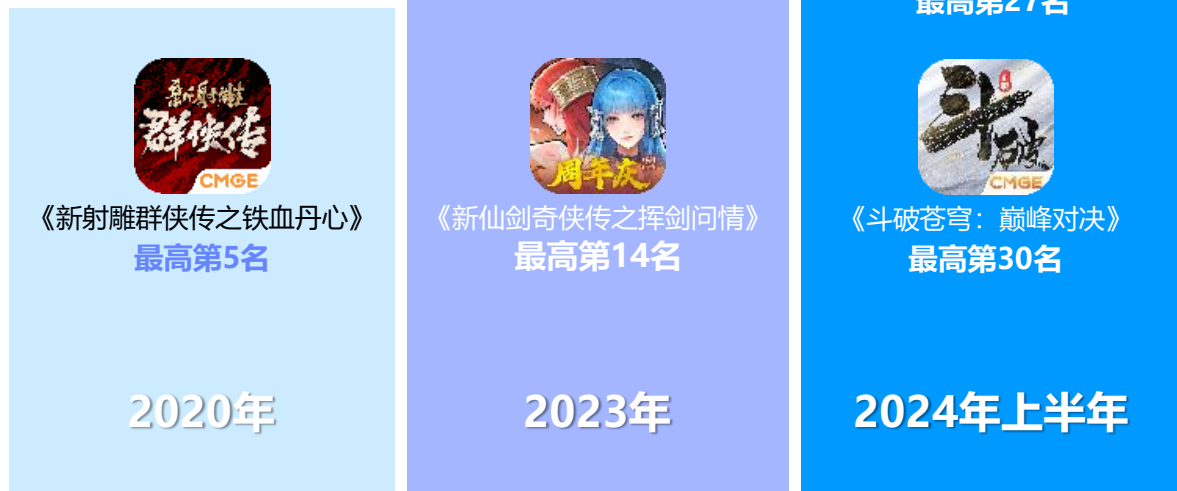 新射雕
群侠传
CMGE
《新射雕群侠传之铁血丹心》
最高第5名
2020年
周年庆
《新仙剑奇侠传之挥剑问情》
最高第14名
2023年
最高第27名
斗破
CMGE
《斗破苍穹：巅峰对决》
最高第30名
2024年上半年